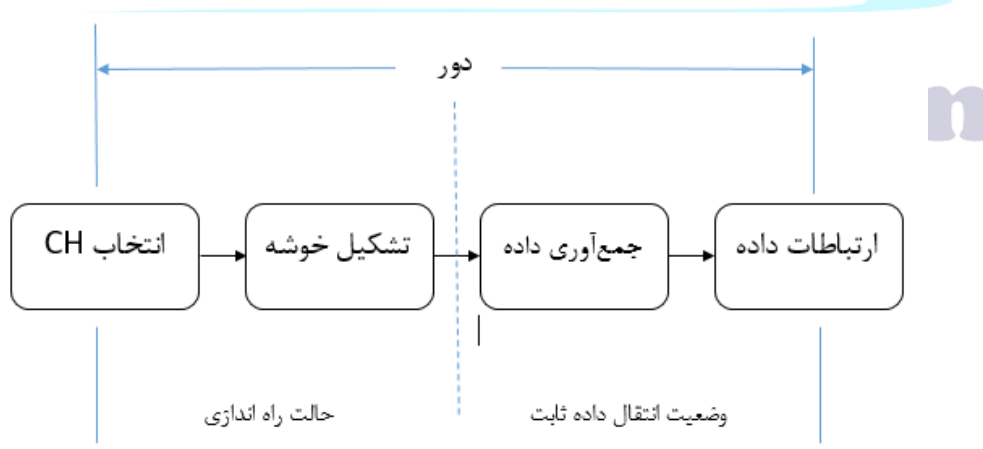 دور
انتخاب CH
تشکیل خوشه
جمع‌آوری داده
ارتباطات داده
حالت راه اندازی
وضعیت انتقال داده ثابت